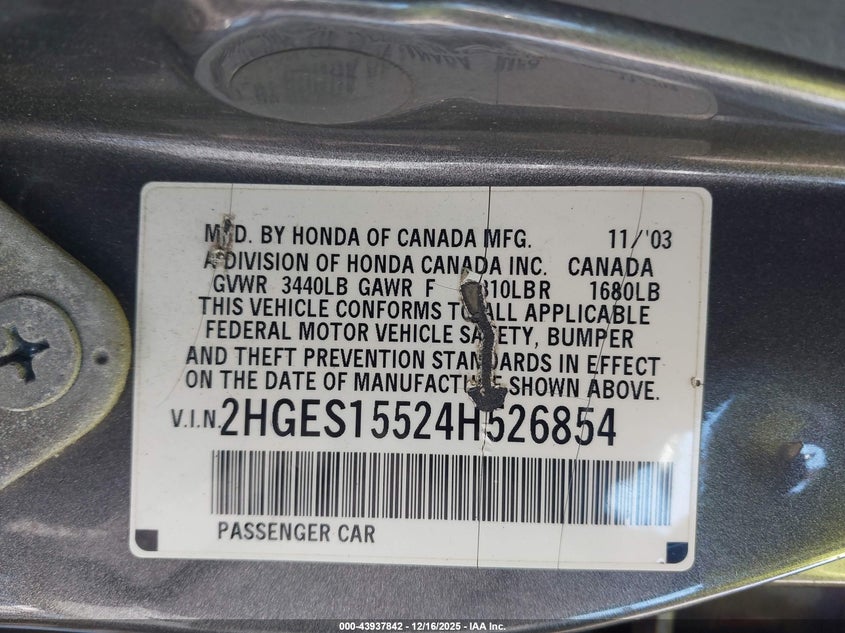 MFD. BY HONDA OF CANADA MFG. 11/'03
A DIVISION OF HONDA CANADA INC. CANADA
GVWR 3440LB GAWR F 810LB R 1680LB
THIS VEHICLE CONFORMS TO ALL APPLICABLE
FEDERAL MOTOR VEHICLE SAFETY, BUMPER
AND THEFT PREVENTION STANDARDS IN EFFECT
ON THE DATE OF MANUFACTURE SHOWN ABOVE.
V.I.N. 2HGES15524H526854
PASSENGER CAR
000-43937842 - 12/16/2025 - IAA Inc.